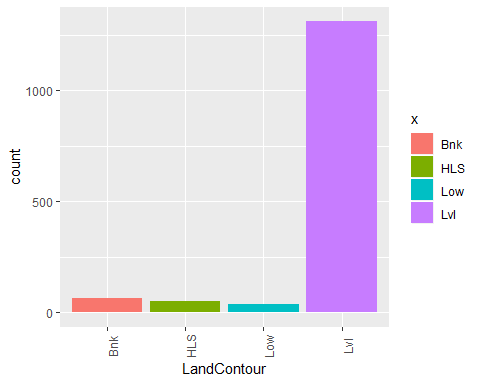 count
1000
500
0
Bnk
HLS
Low
Lvl
LandContour
x
Bnk
HLS
Low
Lvl